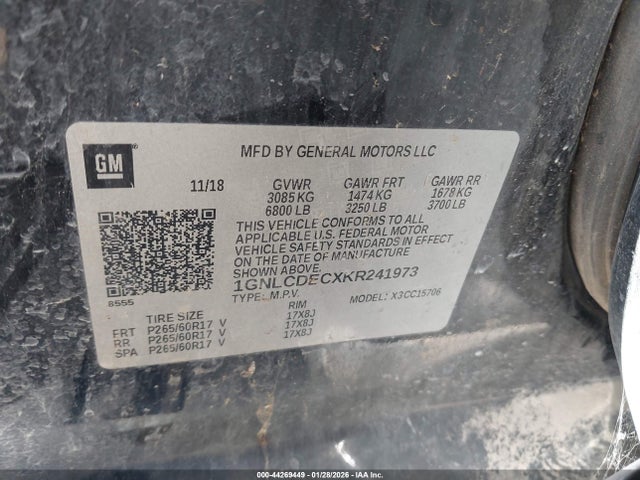 GM
MFD BY GENERAL MOTORS LLC
11/18 GVWR GAWR FRT GAWR RR
3085 KG 1474 KG 1678 KG
6800 LB 3250 LB 3700 LB
THIS VEHICLE CONFORMS TO ALL
APPLICABLE U.S. FEDERAL MOTOR
VEHICLE SAFETY STANDARDS IN EFFECT
ON THE DATE OF MANUFACTURE
SHOWN ABOVE.
1GNLCDECXKR241973
8555
TYPE: M.P.V. MODEL: X3CC15706
TIRE SIZE RIM
FRT P265/60R17 V 17X8J
RR P265/60R17 V 17X8J
SPA P265/60R17 V 17X8J
000-44269449 | 01/28/2026 | IAAI.COM